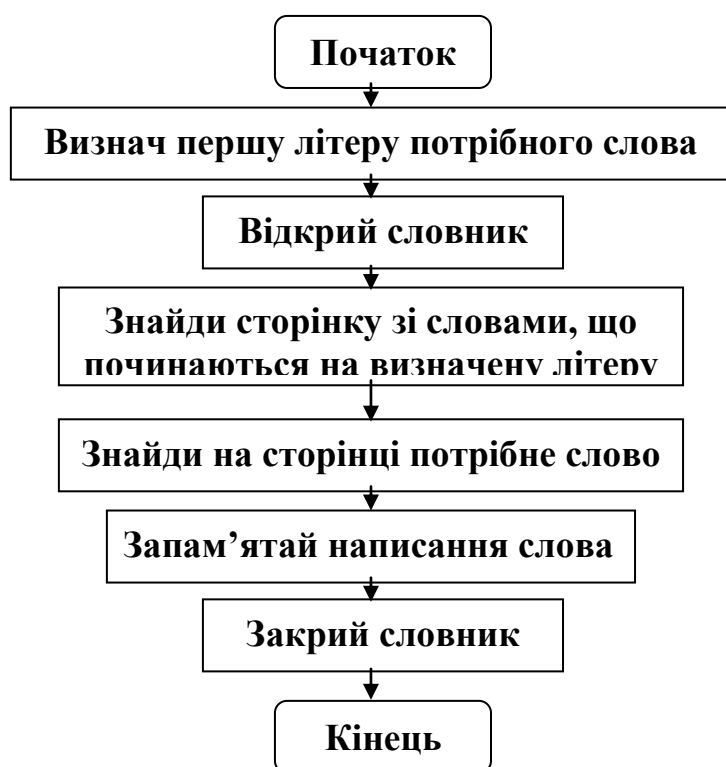 Початок
Визнач першу літеру потрібного слова
Відкрий словник
Знайди сторінку зі словами, що
починаються на визначену літеру
Знайди на сторінці потрібне слово
Запам’ятай написання слова
Закрий словник
Кінець